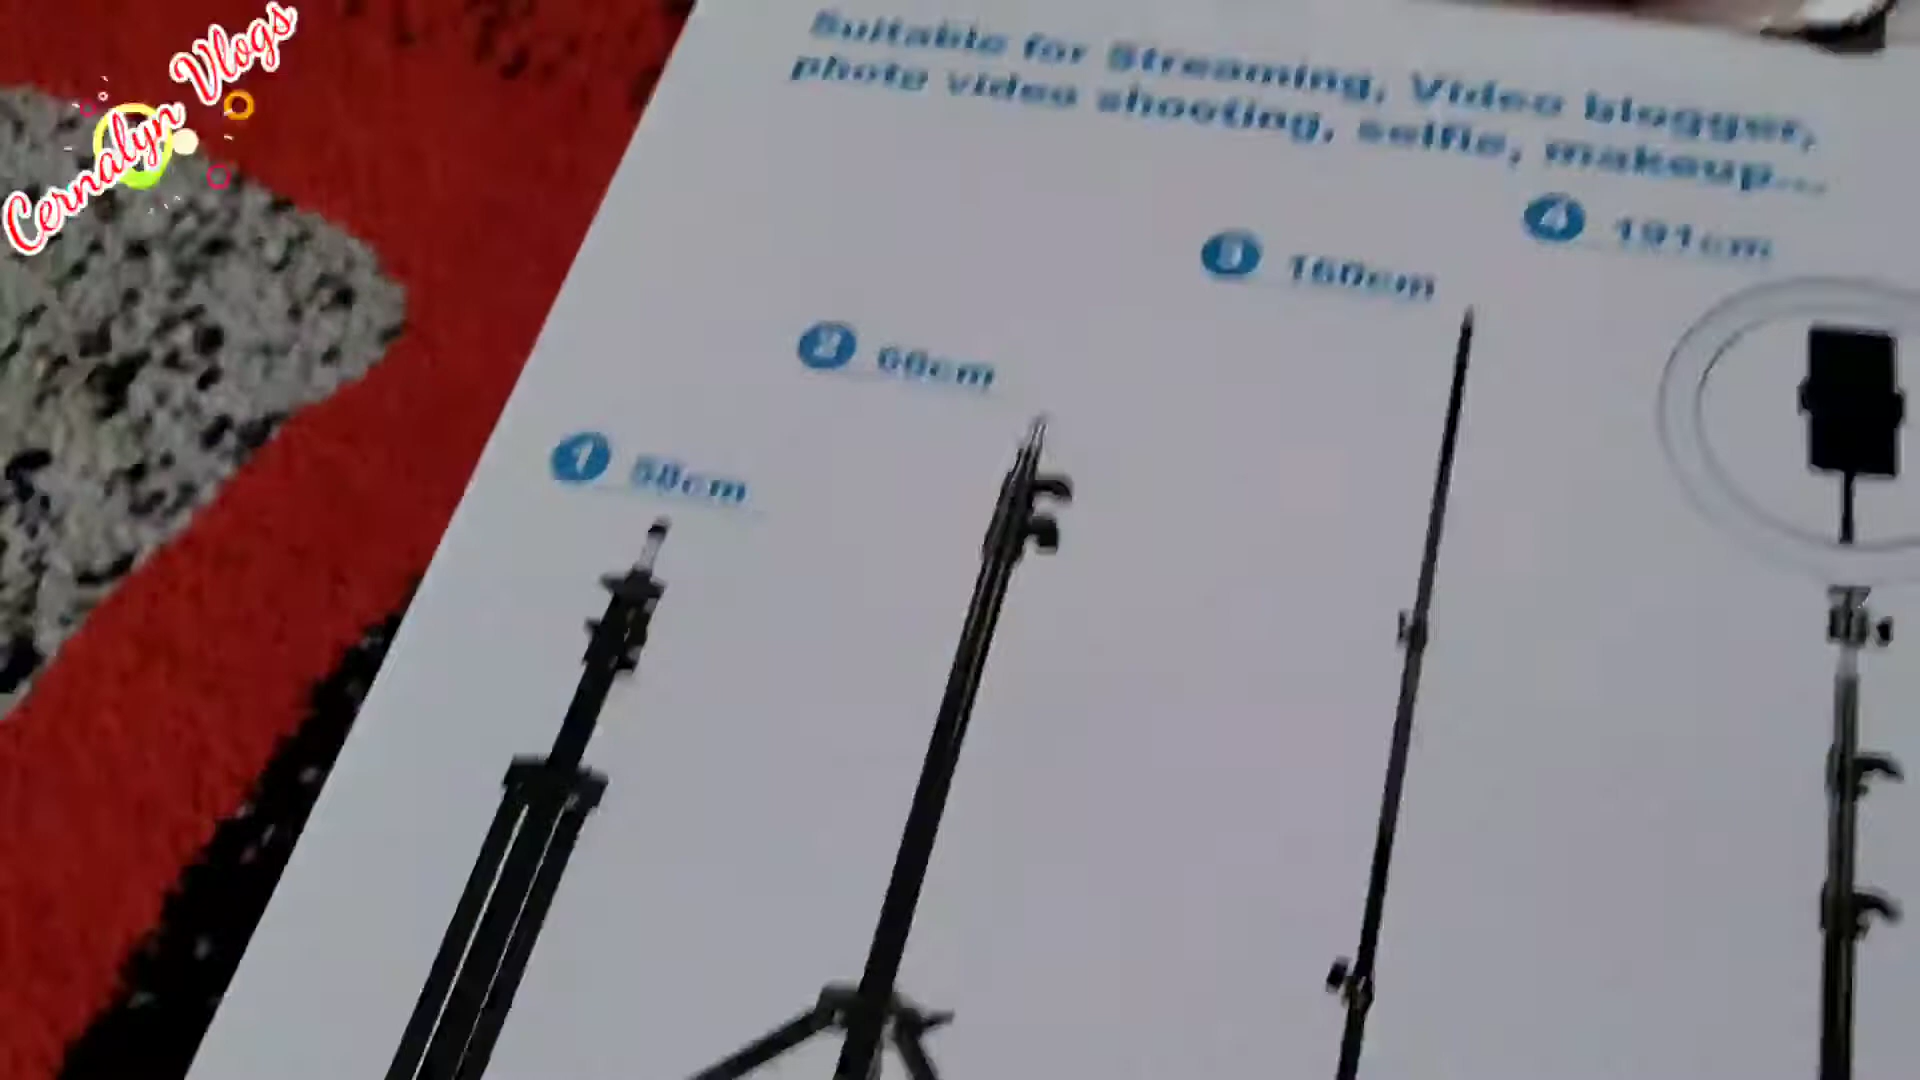 Cernalyn Vlogs
Suitable for Streaming, Video blogger,
photo video shooting, selfie, makeup...
4 191cm
3 160cm
2 66cm
1 58cm